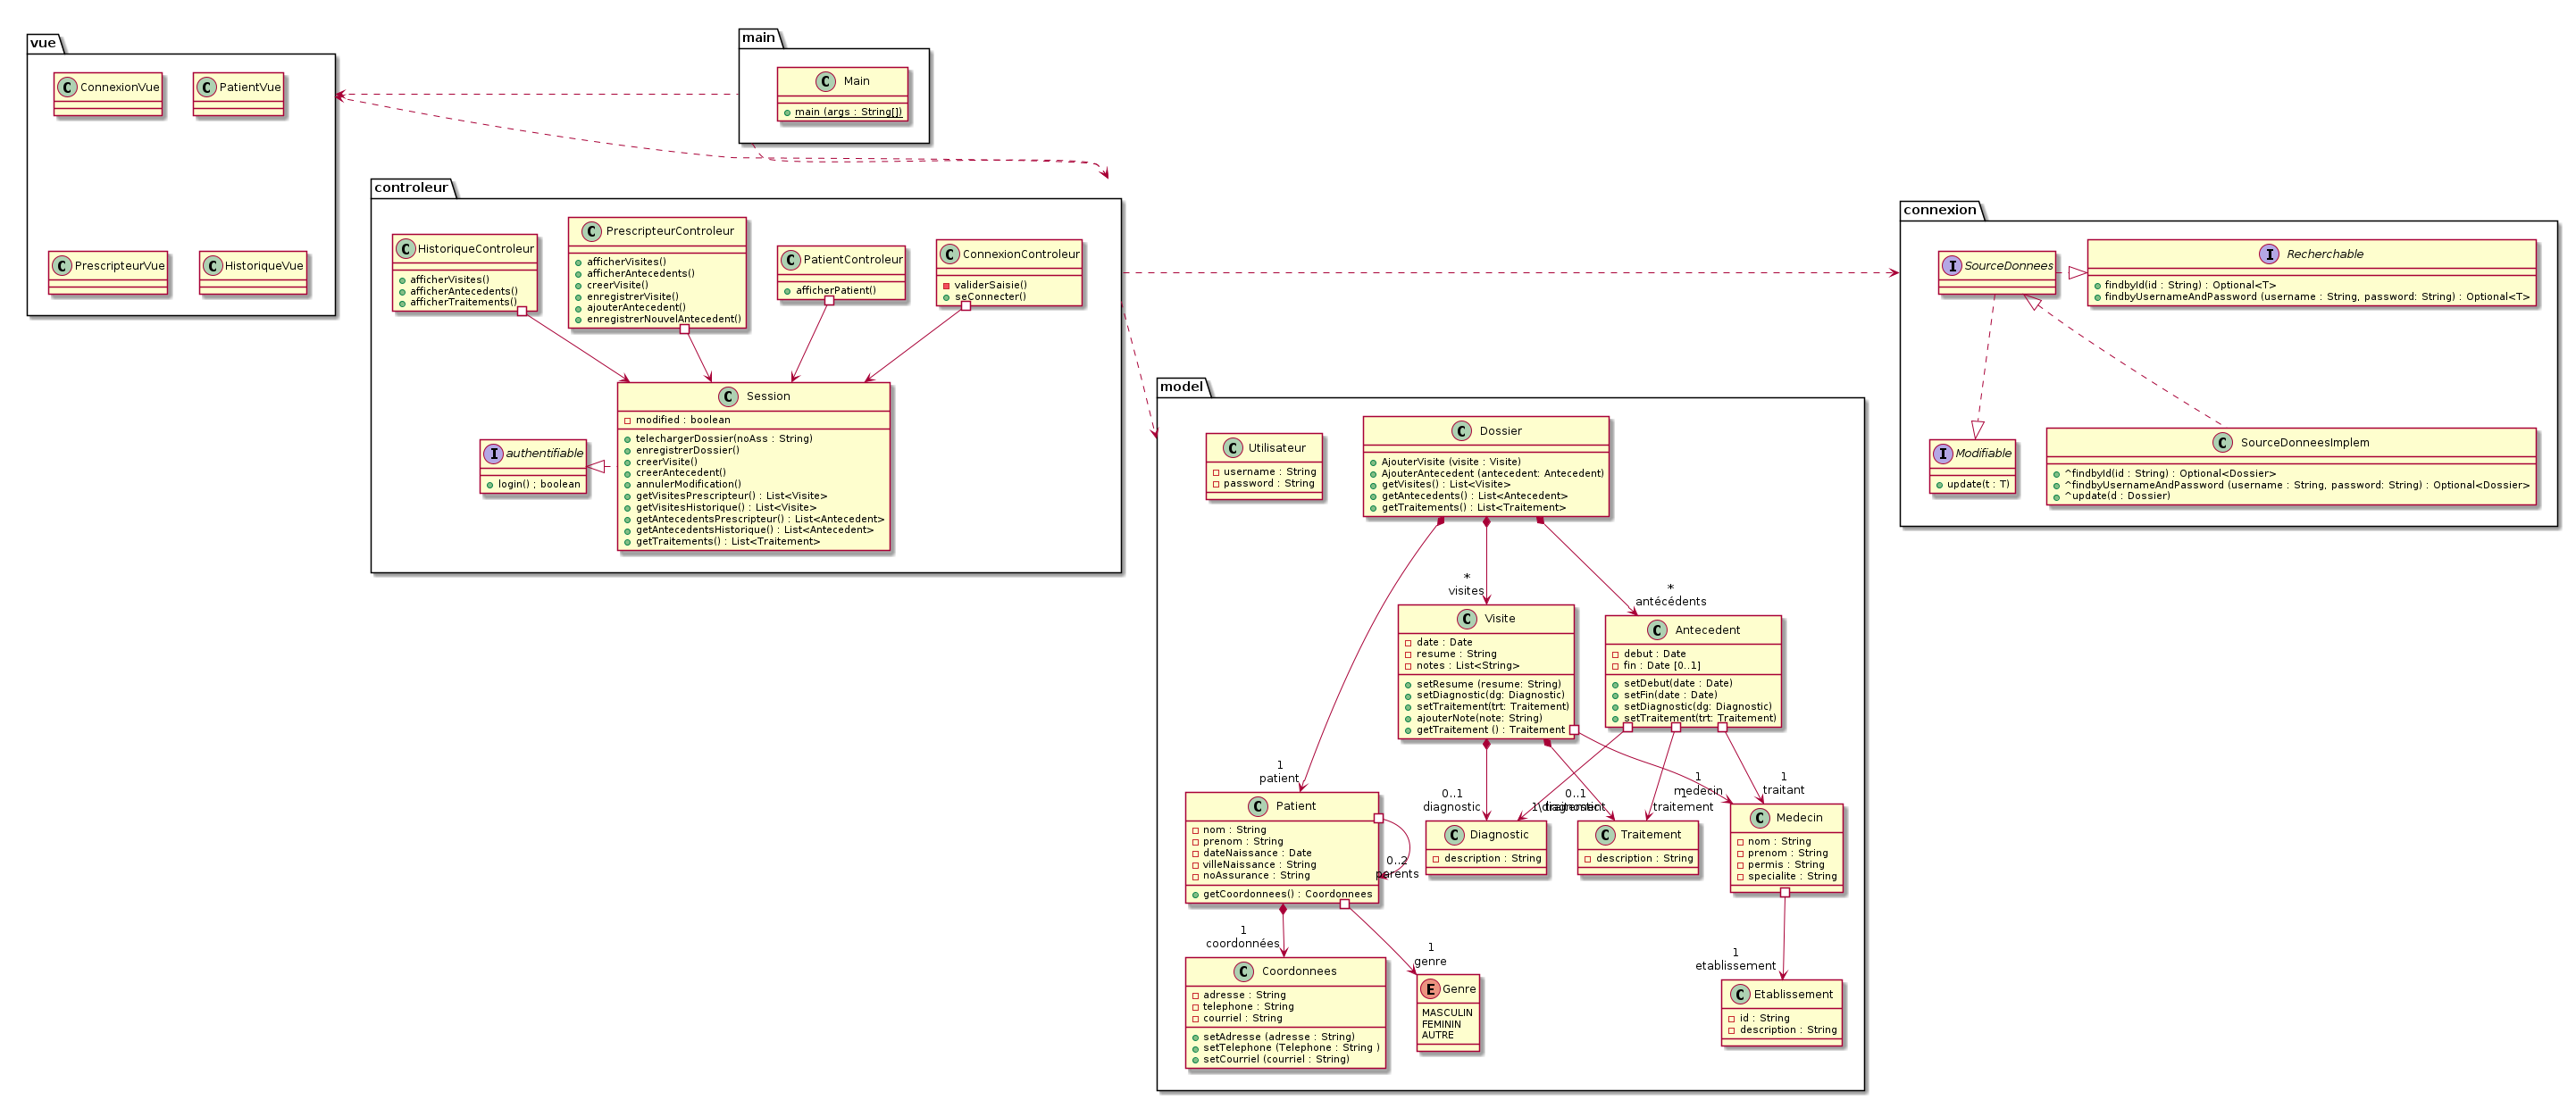 vue
C ConnexionVue
C PatientVue
C PrescripteurVue
C HistoriqueVue
main
C Main
main (args : String[])
controleur
C HistoriqueControleur
afficherVisites()
afficherAntecedents()
afficherTraitements()
C PrescripteurControleur
afficherVisites()
afficherAntecedents()
creerVisite()
enregistrerVisite()
ajouterAntecedent()
enregistrerNouvelAntecedent()
C PatientControleur
afficherPatient()
C ConnexionControleur
validerSaisie()
seConnecter()
C Session
modified : boolean
telechargerDossier(noAss : String)
enregistrerDossier()
creerVisite()
creerAntecedent()
annulerModification()
getVisitesPrescripteur() : List<Visite>
getVisitesHistorique() : List<Visite>
getAntecedentsPrescripteur() : List<Antecedent>
getAntecedentsHistorique() : List<Antecedent>
getTraitements() : List<Traitement>
I authentifiable
login() ; boolean
connexion
I SourceDonnees
I Recherchable
findbyId(id : String) : Optional<T>
findbyUsernameAndPassword (username : String, password: String) : Optional<T>
I Modifiable
update(t : T)
C SourceDonneesImplem
^findbyId(id : String) : Optional<Dossier>
^findbyUsernameAndPassword (username : String, password: String) : Optional<Dossier>
^update(d : Dossier)
model
C Utilisateur
username : String
password : String
C Dossier
AjouterVisite (visite : Visite)
AjouterAntecedent (antecedent: Antecedent)
getVisites() : List<Visite>
getAntecedents() : List<Antecedent>
getTraitements() : List<Traitement>
*
visites
*
antécédents
C Visite
date : Date
resume : String
notes : List<String>
setResume (resume: String)
setDiagnostic(dg: Diagnostic)
setTraitement(trt: Traitement)
ajouterNote(note: String)
getTraitement () : Traitement
C Antecedent
debut : Date
fin : Date [0..1]
setDebut(date : Date)
setFin(date : Date)
setDiagnostic(dg: Diagnostic)
setTraitement(trt: Traitement)
1
patient
0..1
diagnostic
0..1
traitement
1\diagnostic
1
traitement
1
medecin
1
traitant
C Patient
nom : String
prenom : String
dateNaissance : Date
villeNaissance : String
noAssurance : String
getCoordonnees() : Coordonnees
0..2
parents
C Diagnostic
description : String
C Traitement
description : String
C Medecin
nom : String
prenom : String
permis : String
specialite : String
1
coordonnées
1
genre
1
etablissement
C Coordonnees
adresse : String
telephone : String
courriel : String
setAdresse (adresse : String)
setTelephone (Telephone : String )
setCourriel (courriel : String)
E Genre
MASCULIN
FEMININ
AUTRE
C Etablissement
id : String
description : String